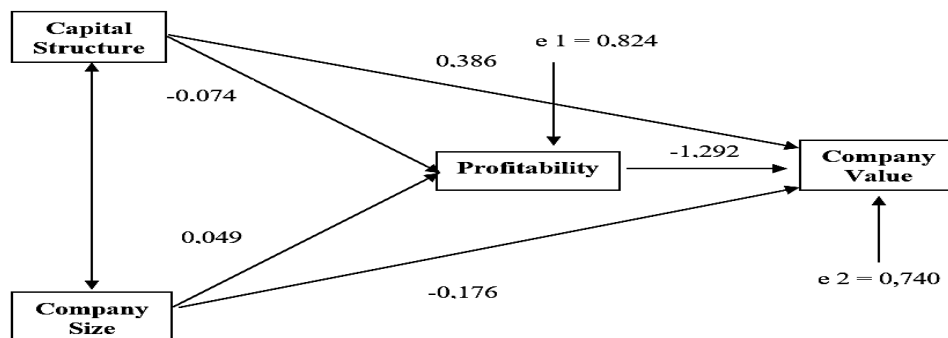 Capital
Structure
e 1 = 0,824
0,386
-0,074
Profitability
-1,292
Company
Value
0,049
-0,176
e 2 = 0,740
Company
Size